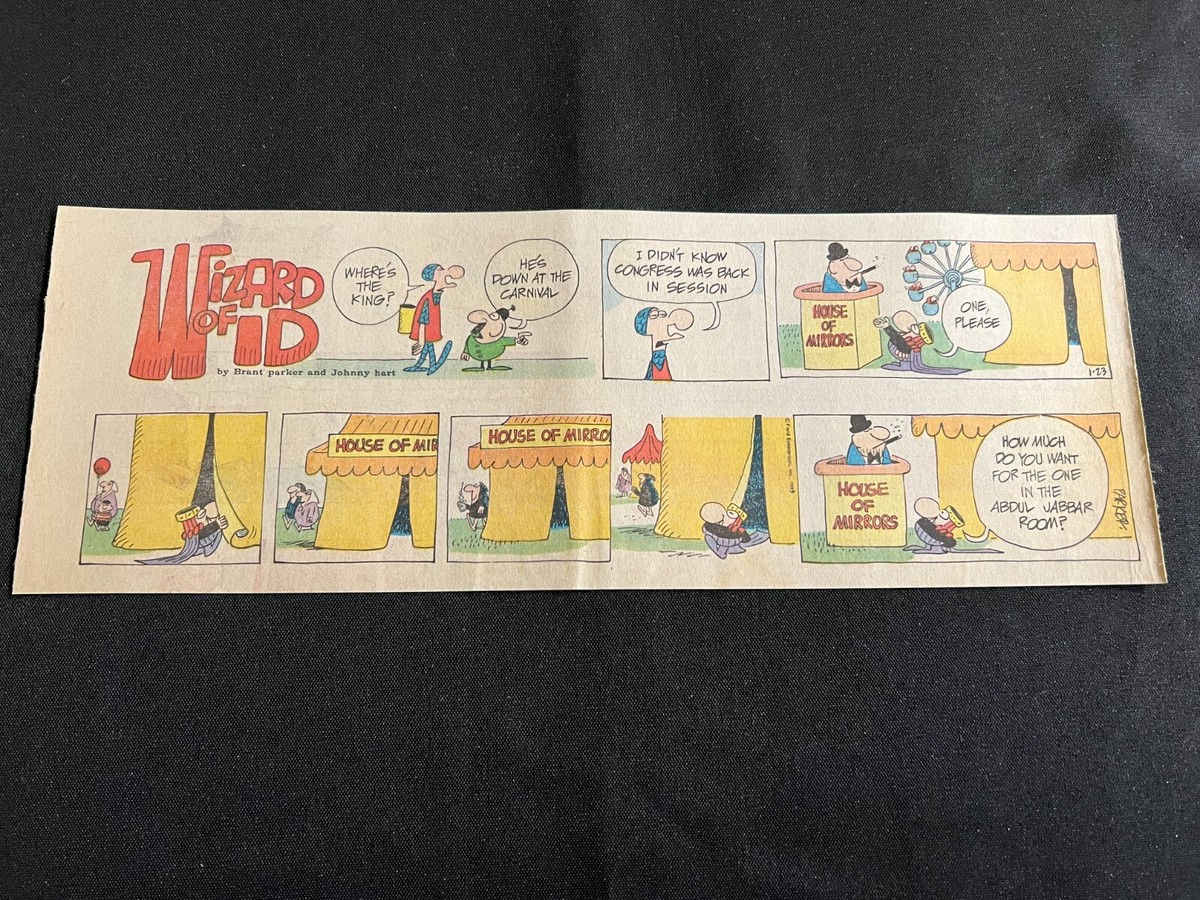 WIZARD
OF ID
by Brant parker and Johnny hart
WHERE'S
THE
KING?
HE'S
DOWN AT THE
CARNIVAL
I DIDN'T KNOW
CONGRESS WAS BACK
IN SESSION
HOUSE
OF
MIRRORS
ONE,
PLEASE
1-23
HOUSE OF MIR
HOUSE OF MIRRO
HOUSE
OF
MIRRORS
HOW MUCH
DO YOU WANT
FOR THE ONE
IN THE
ABDUL JABBAR
ROOM?
PARKER